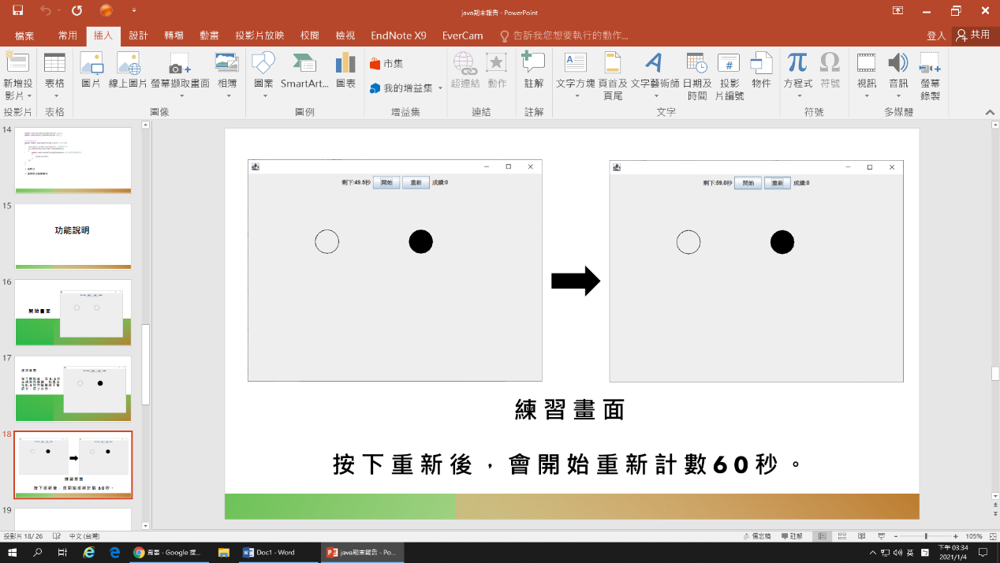 java期末報告 - PowerPoint
檔案 常用 插入 設計 轉場 動畫 投影片放映 校閱 檢視 EndNote X9 EverCam 告訴我您想要執行的動作... 登入 共用
新增投影片 表格 圖片 線上圖片 螢幕擷取畫面 相簿 圖案 SmartArt... 圖表 市集 我的增益集 超連結 動作 註解 文字方塊 頁首及頁尾 文字藝術師 日期及時間 投影片編號 物件 方程式 符號 視訊 音訊 螢幕錄製
投影片 表格 圖像 圖例 增益集 連結 註解 文字 符號 多媒體
14
15
功能說明
16
開始畫面
17
練習畫面
18
練習畫面
按下重新後，會開始重新計數60秒。
19
剩下:49.5秒 開始 重新 成績:0
剩下:59.0秒 開始 重新 成績:0
練習畫面
按下重新後，會開始重新計數60秒。
投影片 18/ 26 中文 (台灣) 備忘稿 註解 105%
背景 - Google 搜... Doc1 - Word java期末報告 - Po... 英 下午 03:34
2021/1/4